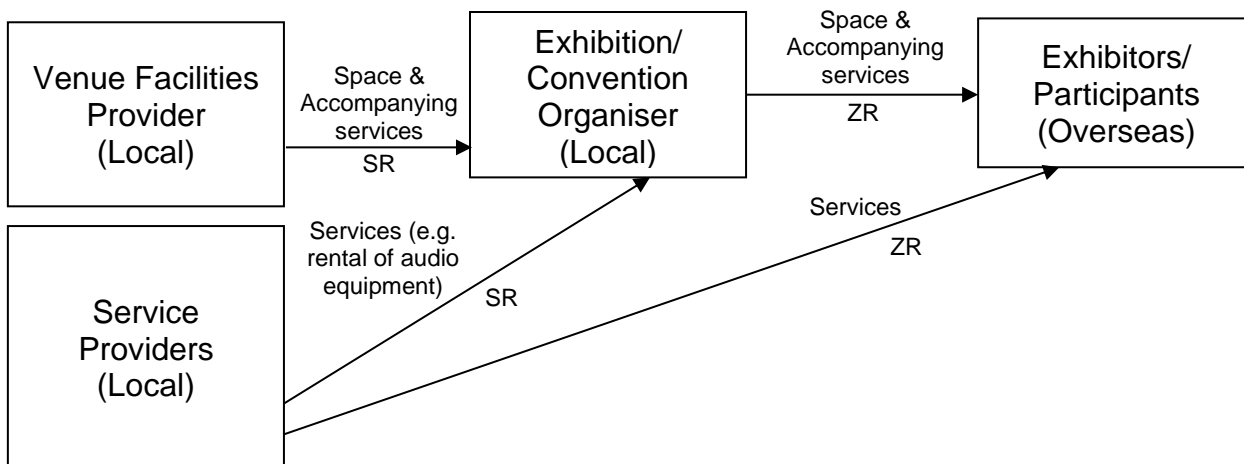 Venue Facilities
Provider
(Local)
Space &
Accompanying
services
SR
Exhibition/
Convention
Organiser
(Local)
Space &
Accompanying
services
ZR
Exhibitors/
Participants
(Overseas)
Service
Providers
(Local)
Services (e.g.
rental of audio
equipment)
SR
Services
ZR